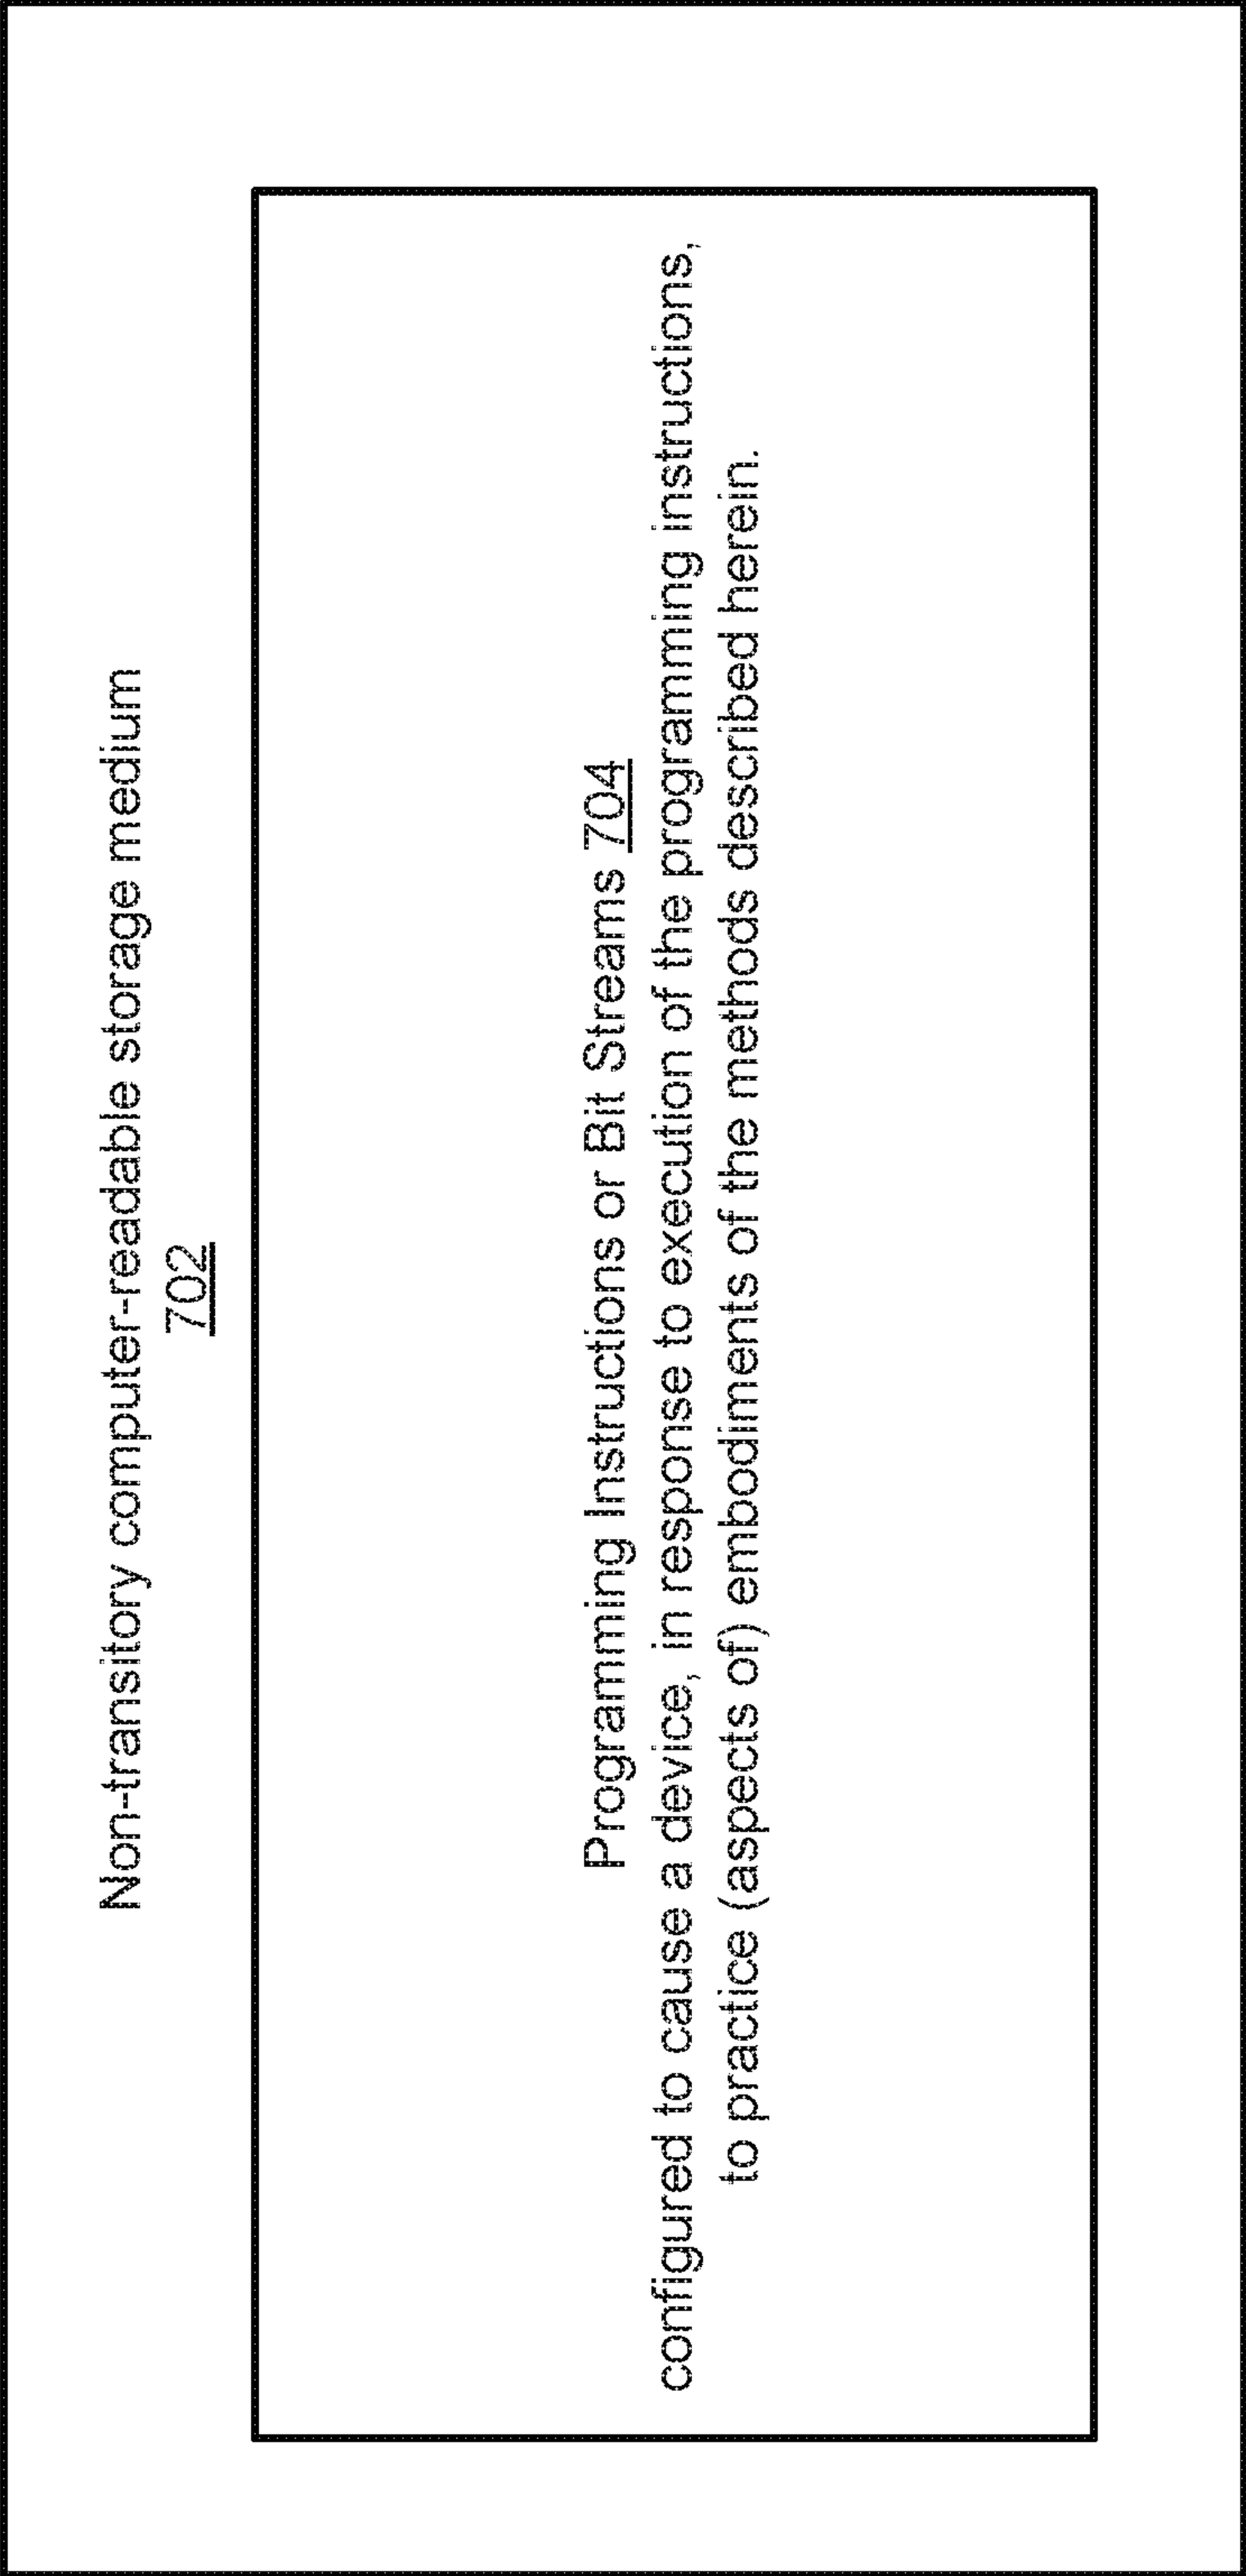 Non-transitory computer-readable storage medium
702
Programming Instructions or Bit Streams 704
configured to cause a device, in response to execution of the programming instructions,
to practice (aspects of) embodiments of the methods described herein.